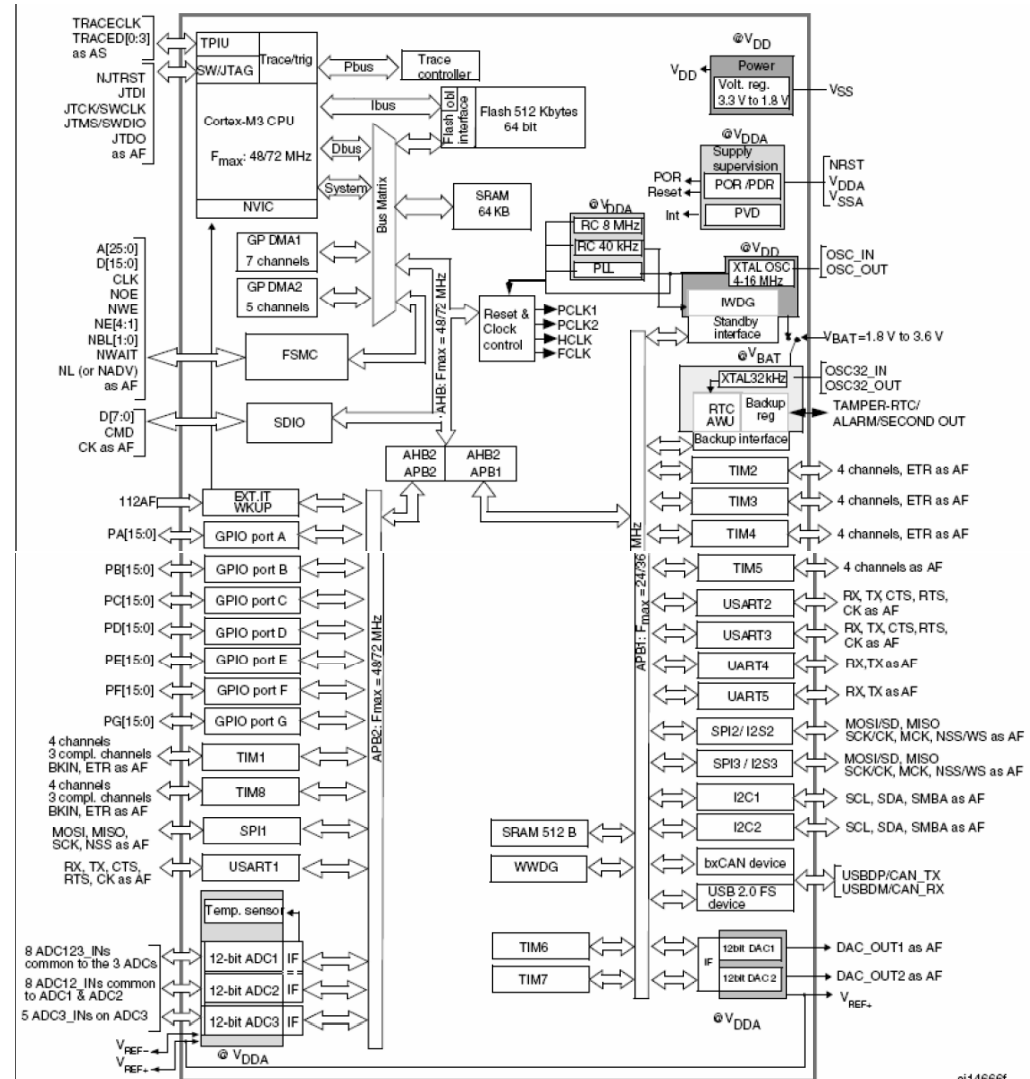 TRACECLK
TRACED[0:3]
as AS
NJTRST
JTDI
JTCK/SWCLK
JTMS/SWDIO
JTDO
as AF
TPIU
SW/JTAG
Trace/trig
Pbus
Trace
controller
Cortex-M3 CPU
Fmax: 48/72 MHz
NVIC
Ibus
Dbus
System
Bus Matrix
Flash obl
interface
Flash 512 Kbytes
64 bit
SRAM
64 KB
@VDD
Power
VDD
Volt. reg.
3.3 V to 1.8 V
VSS
@VDDA
Supply
supervision
POR
Reset
POR /PDR
Int
PVD
NRST
VDDA
VSSA
@VDDA
RC 8 MHz
RC 40 kHz
PLL
@VDD
XTAL OSC
4-16 MHz
OSC_IN
OSC_OUT
IWDG
Standby
interface
VBAT=1.8 V to 3.6 V
@VBAT
XTAL32kHz
OSC32_IN
OSC32_OUT
RTC
AWU
Backup
reg
Backup interface
TAMPER-RTC/
ALARM/SECOND OUT
GP DMA1
7 channels
GP DMA2
5 channels
Reset &
Clock
control
PCLK1
PCLK2
HCLK
FCLK
A[25:0]
D[15:0]
CLK
NOE
NWE
NE[4:1]
NBL[1:0]
NWAIT
NL (or NADV)
as AF
FSMC
D[7:0]
CMD
CK as AF
SDIO
AHB: Fmax = 48/72 MHz
AHB2
APB2
AHB2
APB1
112AF
EXT.IT
WKUP
PA[15:0]
GPIO port A
PB[15:0]
GPIO port B
PC[15:0]
GPIO port C
PD[15:0]
GPIO port D
PE[15:0]
GPIO port E
PF[15:0]
GPIO port F
PG[15:0]
GPIO port G
4 channels
3 compl. channels
BKIN, ETR as AF
TIM1
4 channels
3 compl. channels
BKIN, ETR as AF
TIM8
MOSI, MISO,
SCK, NSS as AF
SPI1
RX, TX, CTS,
RTS, CK as AF
USART1
Temp. sensor
8 ADC123_INs
common to the 3 ADCs
12-bit ADC1
IF
8 ADC12_INs common
to ADC1 & ADC2
12-bit ADC2
IF
5 ADC3_INs on ADC3
12-bit ADC3
IF
VREF-
VREF+
@ VDDA
APB2: Fmax = 48/72 MHz
APB1: Fmax =24/36 MHz
TIM2
4 channels, ETR as AF
TIM3
4 channels, ETR as AF
TIM4
4 channels, ETR as AF
TIM5
4 channels as AF
USART2
RX, TX, CTS, RTS,
CK as AF
USART3
RX, TX, CTS, RTS,
CK as AF
UART4
RX,TX as AF
UART5
RX, TX as AF
SPI2/ I2S2
MOSI/SD, MISO
SCK/CK, MCK, NSS/WS as AF
SPI3 / I2S3
MOSI/SD, MISO
SCK/CK, MCK, NSS/WS as AF
I2C1
SCL, SDA, SMBA as AF
I2C2
SCL, SDA, SMBA as AF
SRAM 512 B
WWDG
bxCAN device
USB 2.0 FS
device
USBDP/CAN_TX
USBDM/CAN_RX
TIM6
TIM7
IF
12bit DAC1
12bit DAC 2
DAC_OUT1 as AF
DAC_OUT2 as AF
VREF+
@VDDA
ai14666f